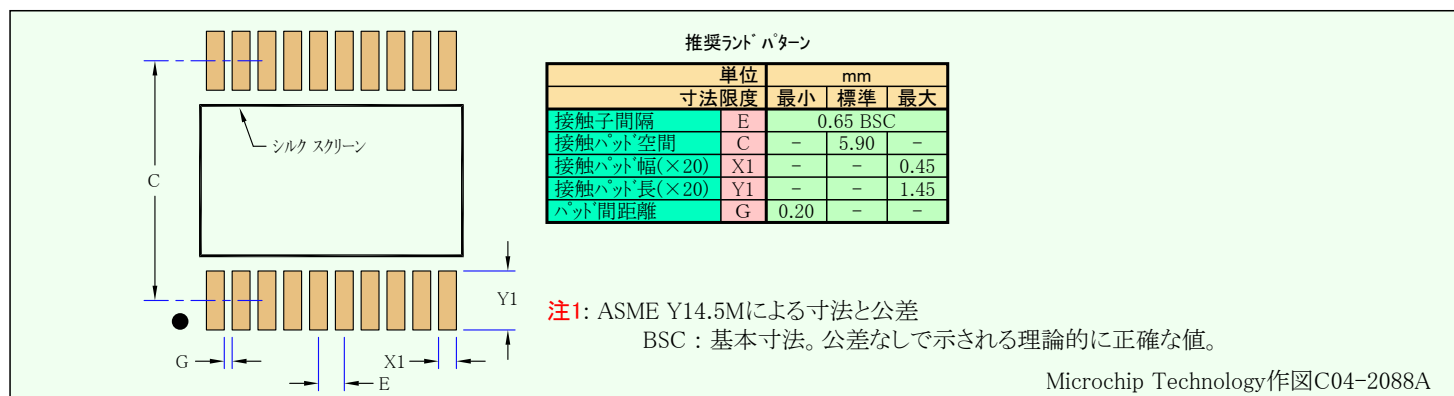 推奨ランドパターン
単位 mm
寸法限度 最小 標準 最大
接触子間隔 E 0.65 BSC
接触パッド空間 C − 5.90 −
接触パッド幅(×20) X1 − − 0.45
接触パッド長(×20) Y1 − − 1.45
パッド間距離 G 0.20 − −
シルク スクリーン
C
Y1
G
X1
E
注1: ASME Y14.5Mによる寸法と公差
BSC : 基本寸法。公差なしで示される理論的に正確な値。
Microchip Technology作図C04-2088A